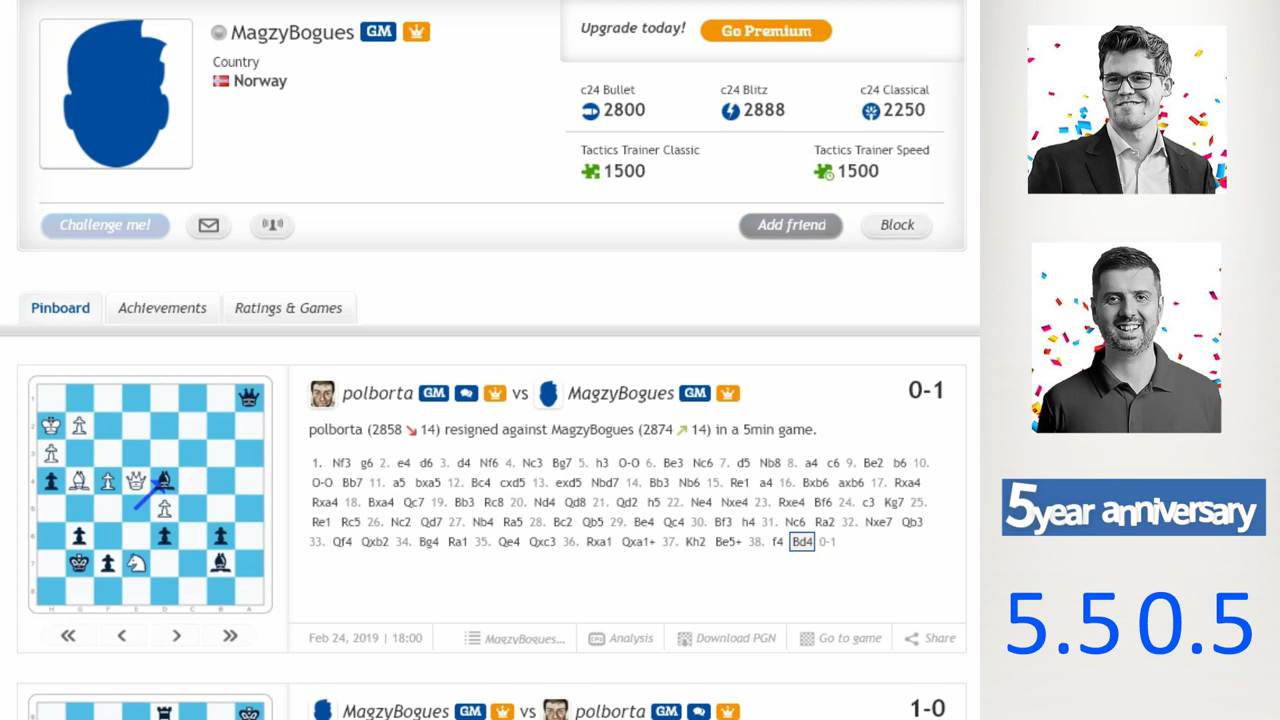 MagzyBogues GM
Country
Norway
Upgrade today! Go Premium
c24 Bullet c24 Blitz c24 Classical
2800 2888 2250
Tactics Trainer Classic Tactics Trainer Speed
1500 1500
Challenge me! Add friend Block
Pinboard Achievements Ratings & Games
polborta GM vs MagzyBogues GM 0-1
polborta (2858 ↘ 14) resigned against MagzyBogues (2874 ↗ 14) in a 5min game.
1. Nf3 g6 2. e4 d6 3. d4 Nf6 4. Nc3 Bg7 5. h3 O-O 6. Be3 Nc6 7. d5 Nb8 8. a4 c6 9. Be2 b6 10.
O-O Bb7 11. a5 bxa5 12. Bc4 cxd5 13. exd5 Nbd7 14. Bb3 Nb6 15. Re1 a4 16. Bxb6 axb6 17. Rxa4
Rxa4 18. Bxa4 Qc7 19. Bb3 Rc8 20. Nd4 Qd8 21. Qd2 h5 22. Ne4 Nxe4 23. Rxe4 Bf6 24. c3 Kg7 25.
Re1 Rc5 26. Nc2 Qd7 27. Nb4 Ra5 28. Bc2 Qb5 29. Be4 Qc4 30. Bf3 h4 31. Nc6 Ra2 32. Nxe7 Qb3
33. Qf4 Qxb2 34. Bg4 Ra1 35. Qe4 Qxc3 36. Rxa1 Qxa1+ 37. Kh2 Be5+ 38. f4 Bd4 0-1
1
2
3
4
5
6
7
8
H G F E D C B A
Feb 24, 2019 | 18:00 MagzyBogues... Analysis Download PGN Go to game Share
MagzyBogues GM vs polborta GM 1-0
5year anniversary
5.5 0.5